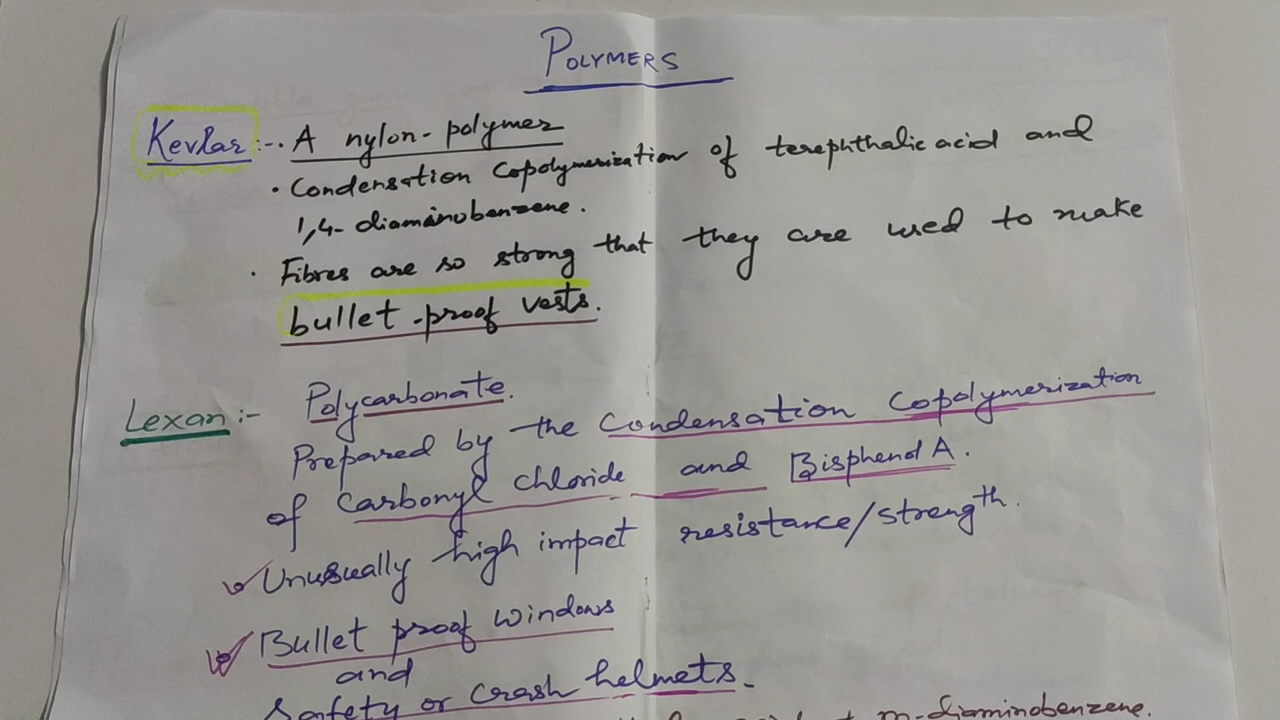 POLYMERS
Kevlar :- • A nylon-polymer
• Condensation Copolymerization of terephthalic acid and
1,4-diaminobenzene.
• Fibres are so strong that they are used to make
bullet-proof vests.
Lexan :- Polycarbonate.
Prepared by the Condensation Copolymerization
of Carbonyl chloride and Bisphenol A.
Unusually high impact resistance/strength.
Bullet proof windows
and
Safety or crash helmets.
m-diaminobenzene.